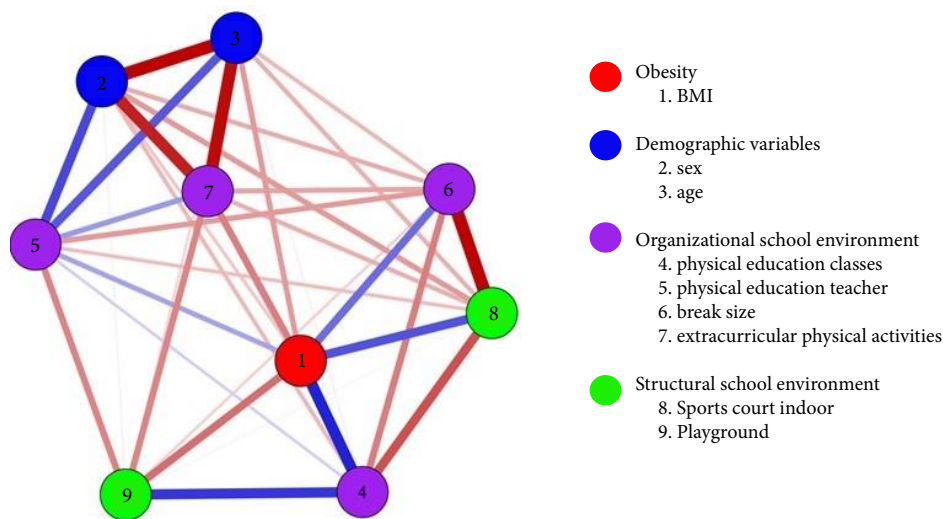 3
2
7
6
5
8
1
4
9
Obesity
1. BMI
Demographic variables
2. sex
3. age
Organizational school environment
4. physical education classes
5. physical education teacher
6. break size
7. extracurricular physical activities
Structural school environment
8. Sports court indoor
9. Playground